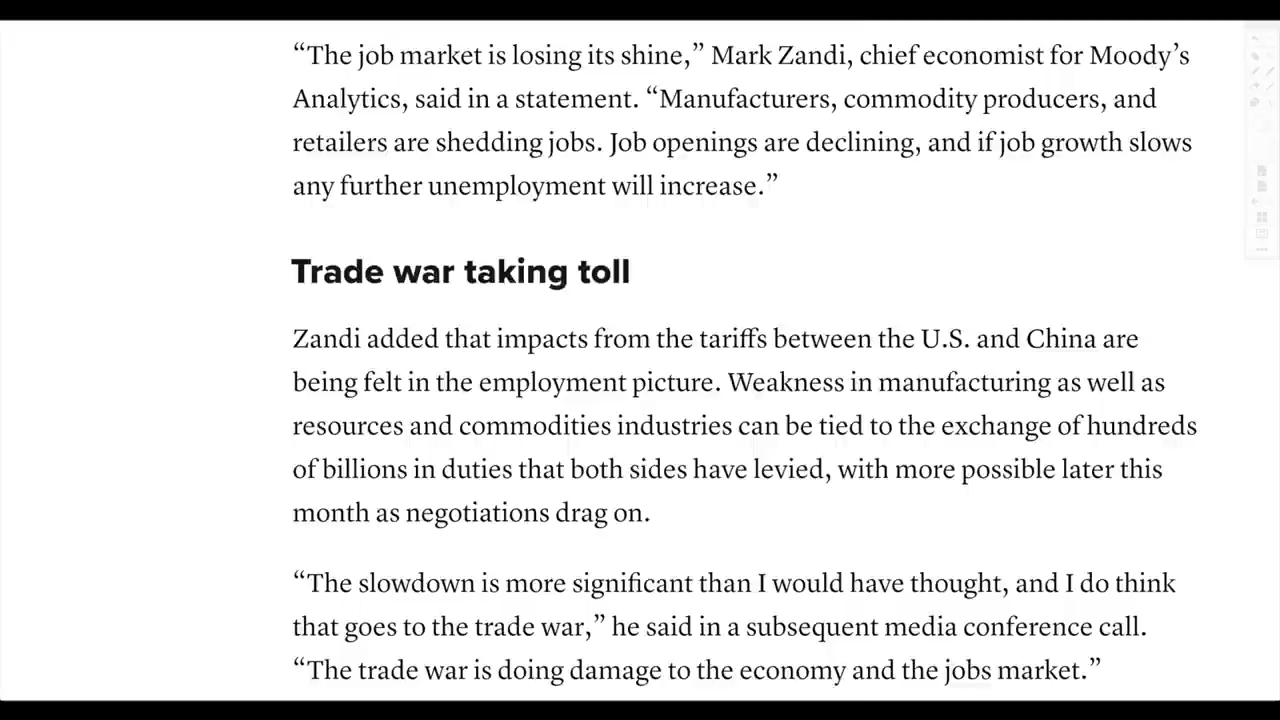 “The job market is losing its shine,” Mark Zandi, chief economist for Moody’s
Analytics, said in a statement. “Manufacturers, commodity producers, and
retailers are shedding jobs. Job openings are declining, and if job growth slows
any further unemployment will increase.”
Trade war taking toll
Zandi added that impacts from the tariffs between the U.S. and China are
being felt in the employment picture. Weakness in manufacturing as well as
resources and commodities industries can be tied to the exchange of hundreds
of billions in duties that both sides have levied, with more possible later this
month as negotiations drag on.
“The slowdown is more significant than I would have thought, and I do think
that goes to the trade war,” he said in a subsequent media conference call.
“The trade war is doing damage to the economy and the jobs market.”